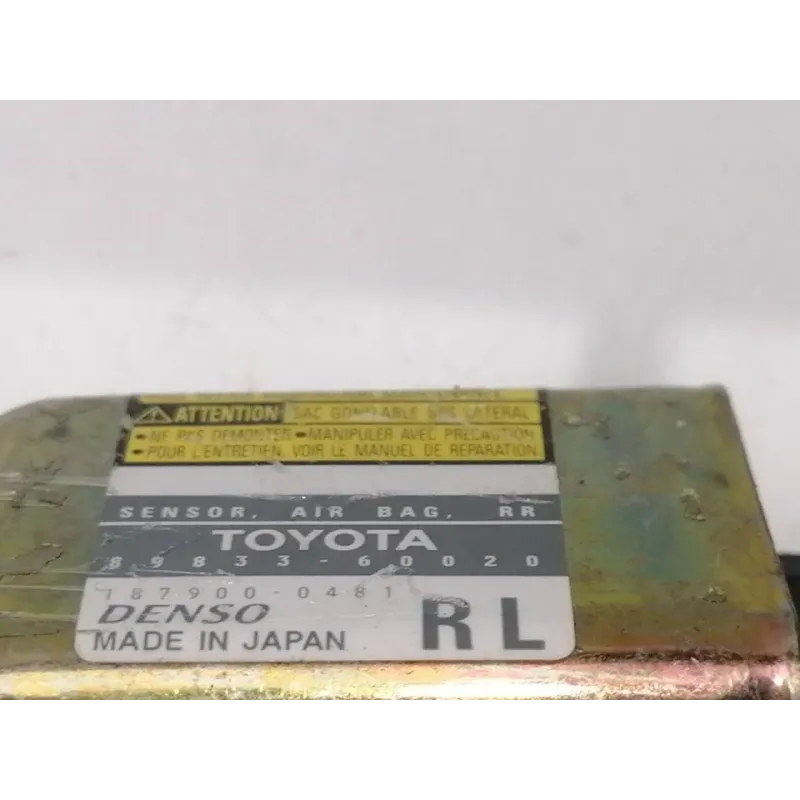 ATTENTION SAC GONFLABLE SRS LATERAL
• NE PAS DEMONTER • MANIPULER AVEC PRECAUTION
• POUR L'ENTRETIEN, VOIR LE MANUEL DE REPARATION
SENSOR, AIR BAG, RR
TOYOTA
89833-60020
187900-0481
DENSO
MADE IN JAPAN
RL